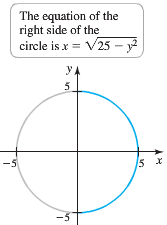 The equation of the
right side of the
circle is x = √25 − y²
y
5
−5
5
x
−5